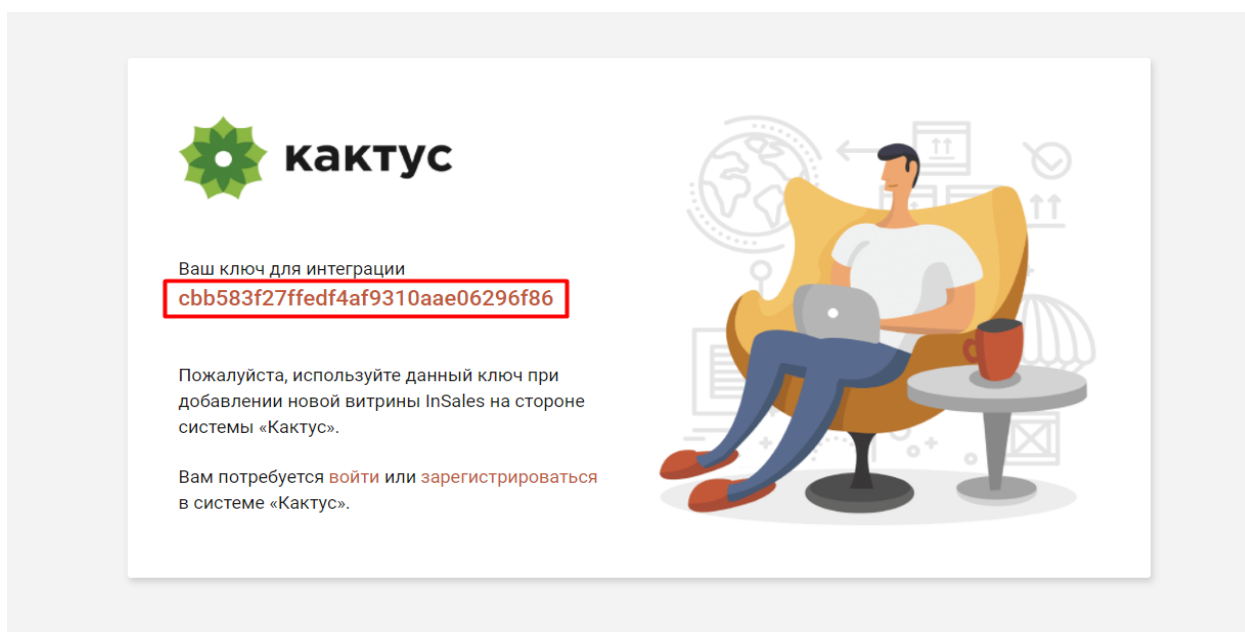 кактус
Ваш ключ для интеграции
cbb583f27ffedf4af9310aae06296f86
Пожалуйста, используйте данный ключ при
добавлении новой витрины InSales на стороне
системы «Кактус».
Вам потребуется войти или зарегистрироваться
в системе «Кактус».